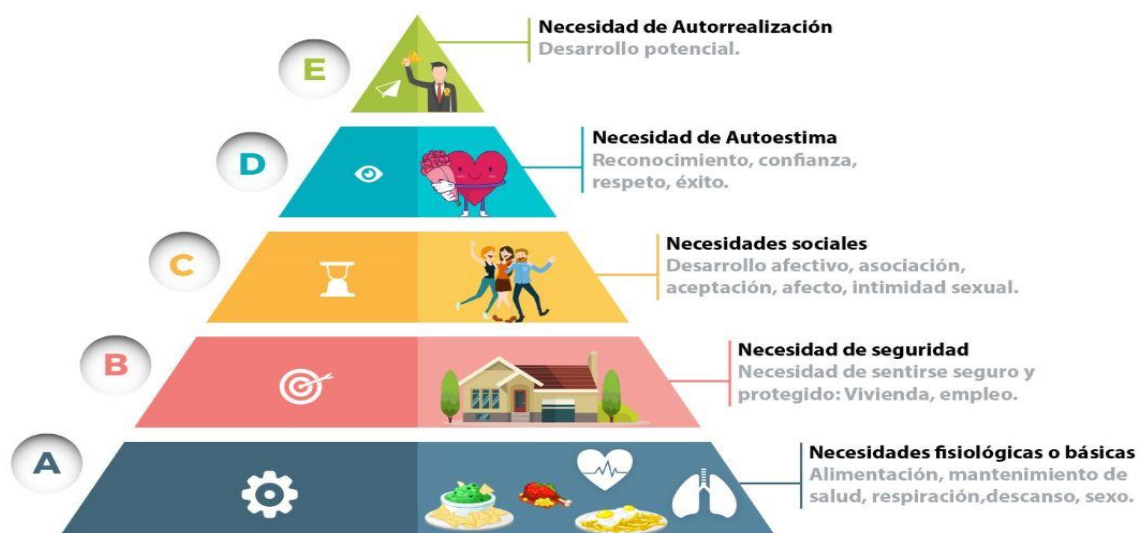 E
Necesidad de Autorrealización
Desarrollo potencial.
D
Necesidad de Autoestima
Reconocimiento, confianza,
respeto, éxito.
C
Necesidades sociales
Desarrollo afectivo, asociación,
aceptación, afecto, intimidad sexual.
B
Necesidad de seguridad
Necesidad de sentirse seguro y
protegido: Vivienda, empleo.
A
Necesidades fisiológicas o básicas
Alimentación, mantenimiento de
salud, respiración,descanso, sexo.